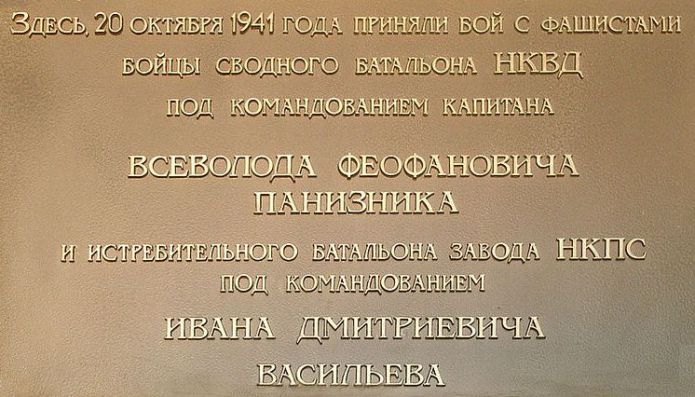 Здесь, 20 октября 1941 года приняли бой с фашистами
бойцы сводного батальона НКВД
под командованием капитана
ВСЕВОЛОДА ФЕОФАНОВИЧА
ПАНИЗНИКА
и истребительного батальона завода НКПС
под командованием
ИВАНА ДМИТРИЕВИЧА
ВАСИЛЬЕВА